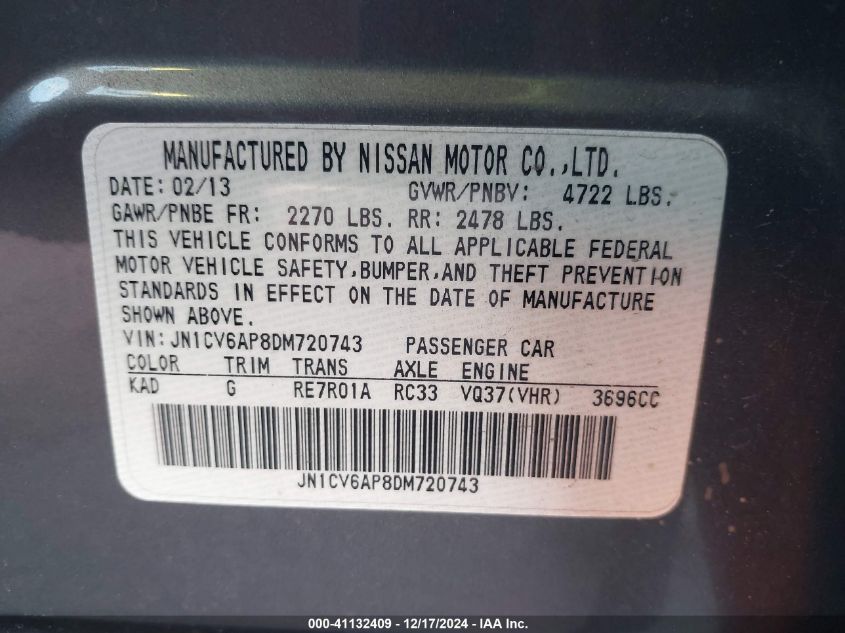 MANUFACTURED BY NISSAN MOTOR CO.,LTD.
DATE: 02/13 GVWR/PNBV: 4722 LBS.
GAWR/PNBE FR: 2270 LBS. RR: 2478 LBS.
THIS VEHICLE CONFORMS TO ALL APPLICABLE FEDERAL
MOTOR VEHICLE SAFETY,BUMPER,AND THEFT PREVENTION
STANDARDS IN EFFECT ON THE DATE OF MANUFACTURE
SHOWN ABOVE.
VIN:JN1CV6AP8DM720743 PASSENGER CAR
COLOR TRIM TRANS AXLE ENGINE
KAD G RE7R01A RC33 VQ37(VHR) 3696CC
JN1CV6AP8DM720743
000-41132409 - 12/17/2024 - IAA Inc.